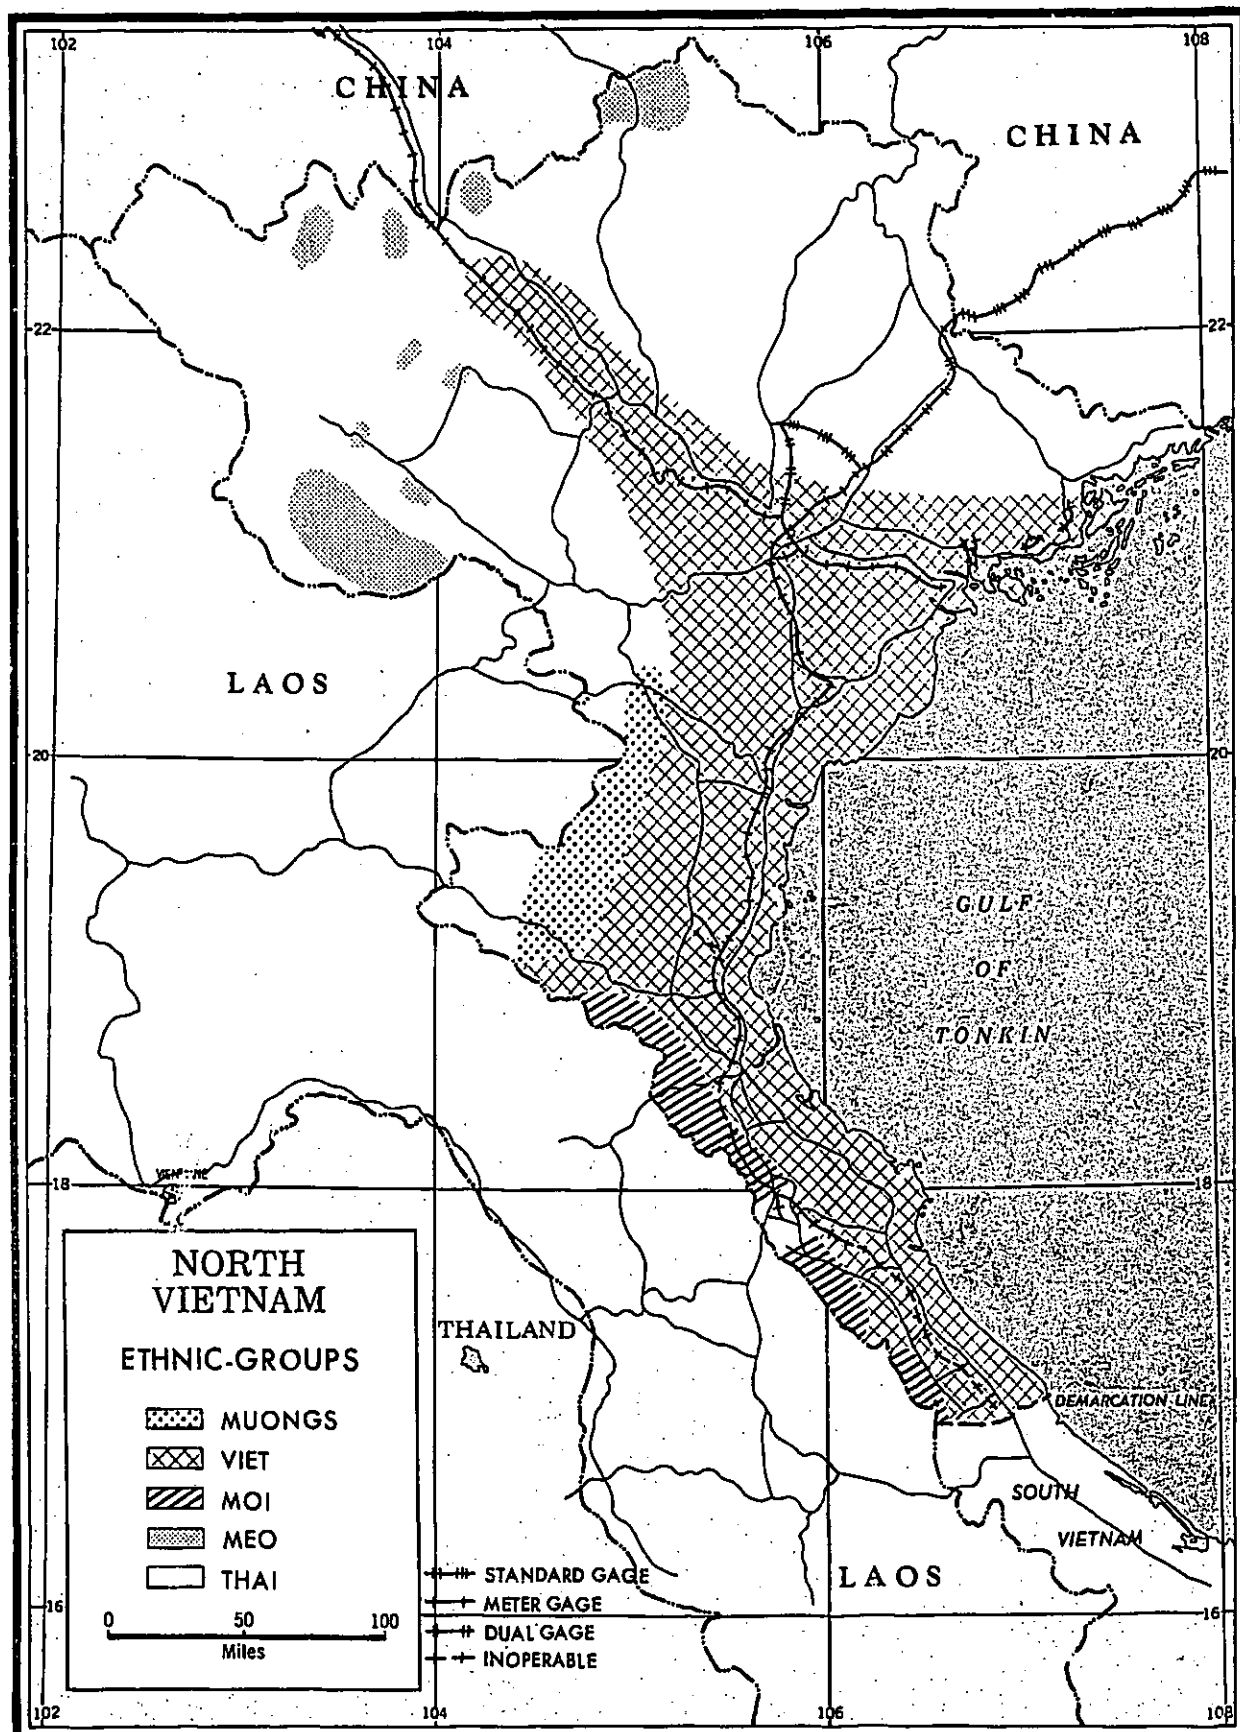 102
104
106
108
CHINA
CHINA
22
22
LAOS
20
20
GULF
OF
TONKIN
18
18
NORTH
VIETNAM
ETHNIC-GROUPS
MUONGS
VIET
MOI
MEO
THAI
0 50 100
Miles
THAILAND
DEMARCATION LINE
SOUTH
VIETNAM
LAOS
STANDARD GAGE
METER GAGE
DUAL GAGE
INOPERABLE
16
16
102
104
106
108